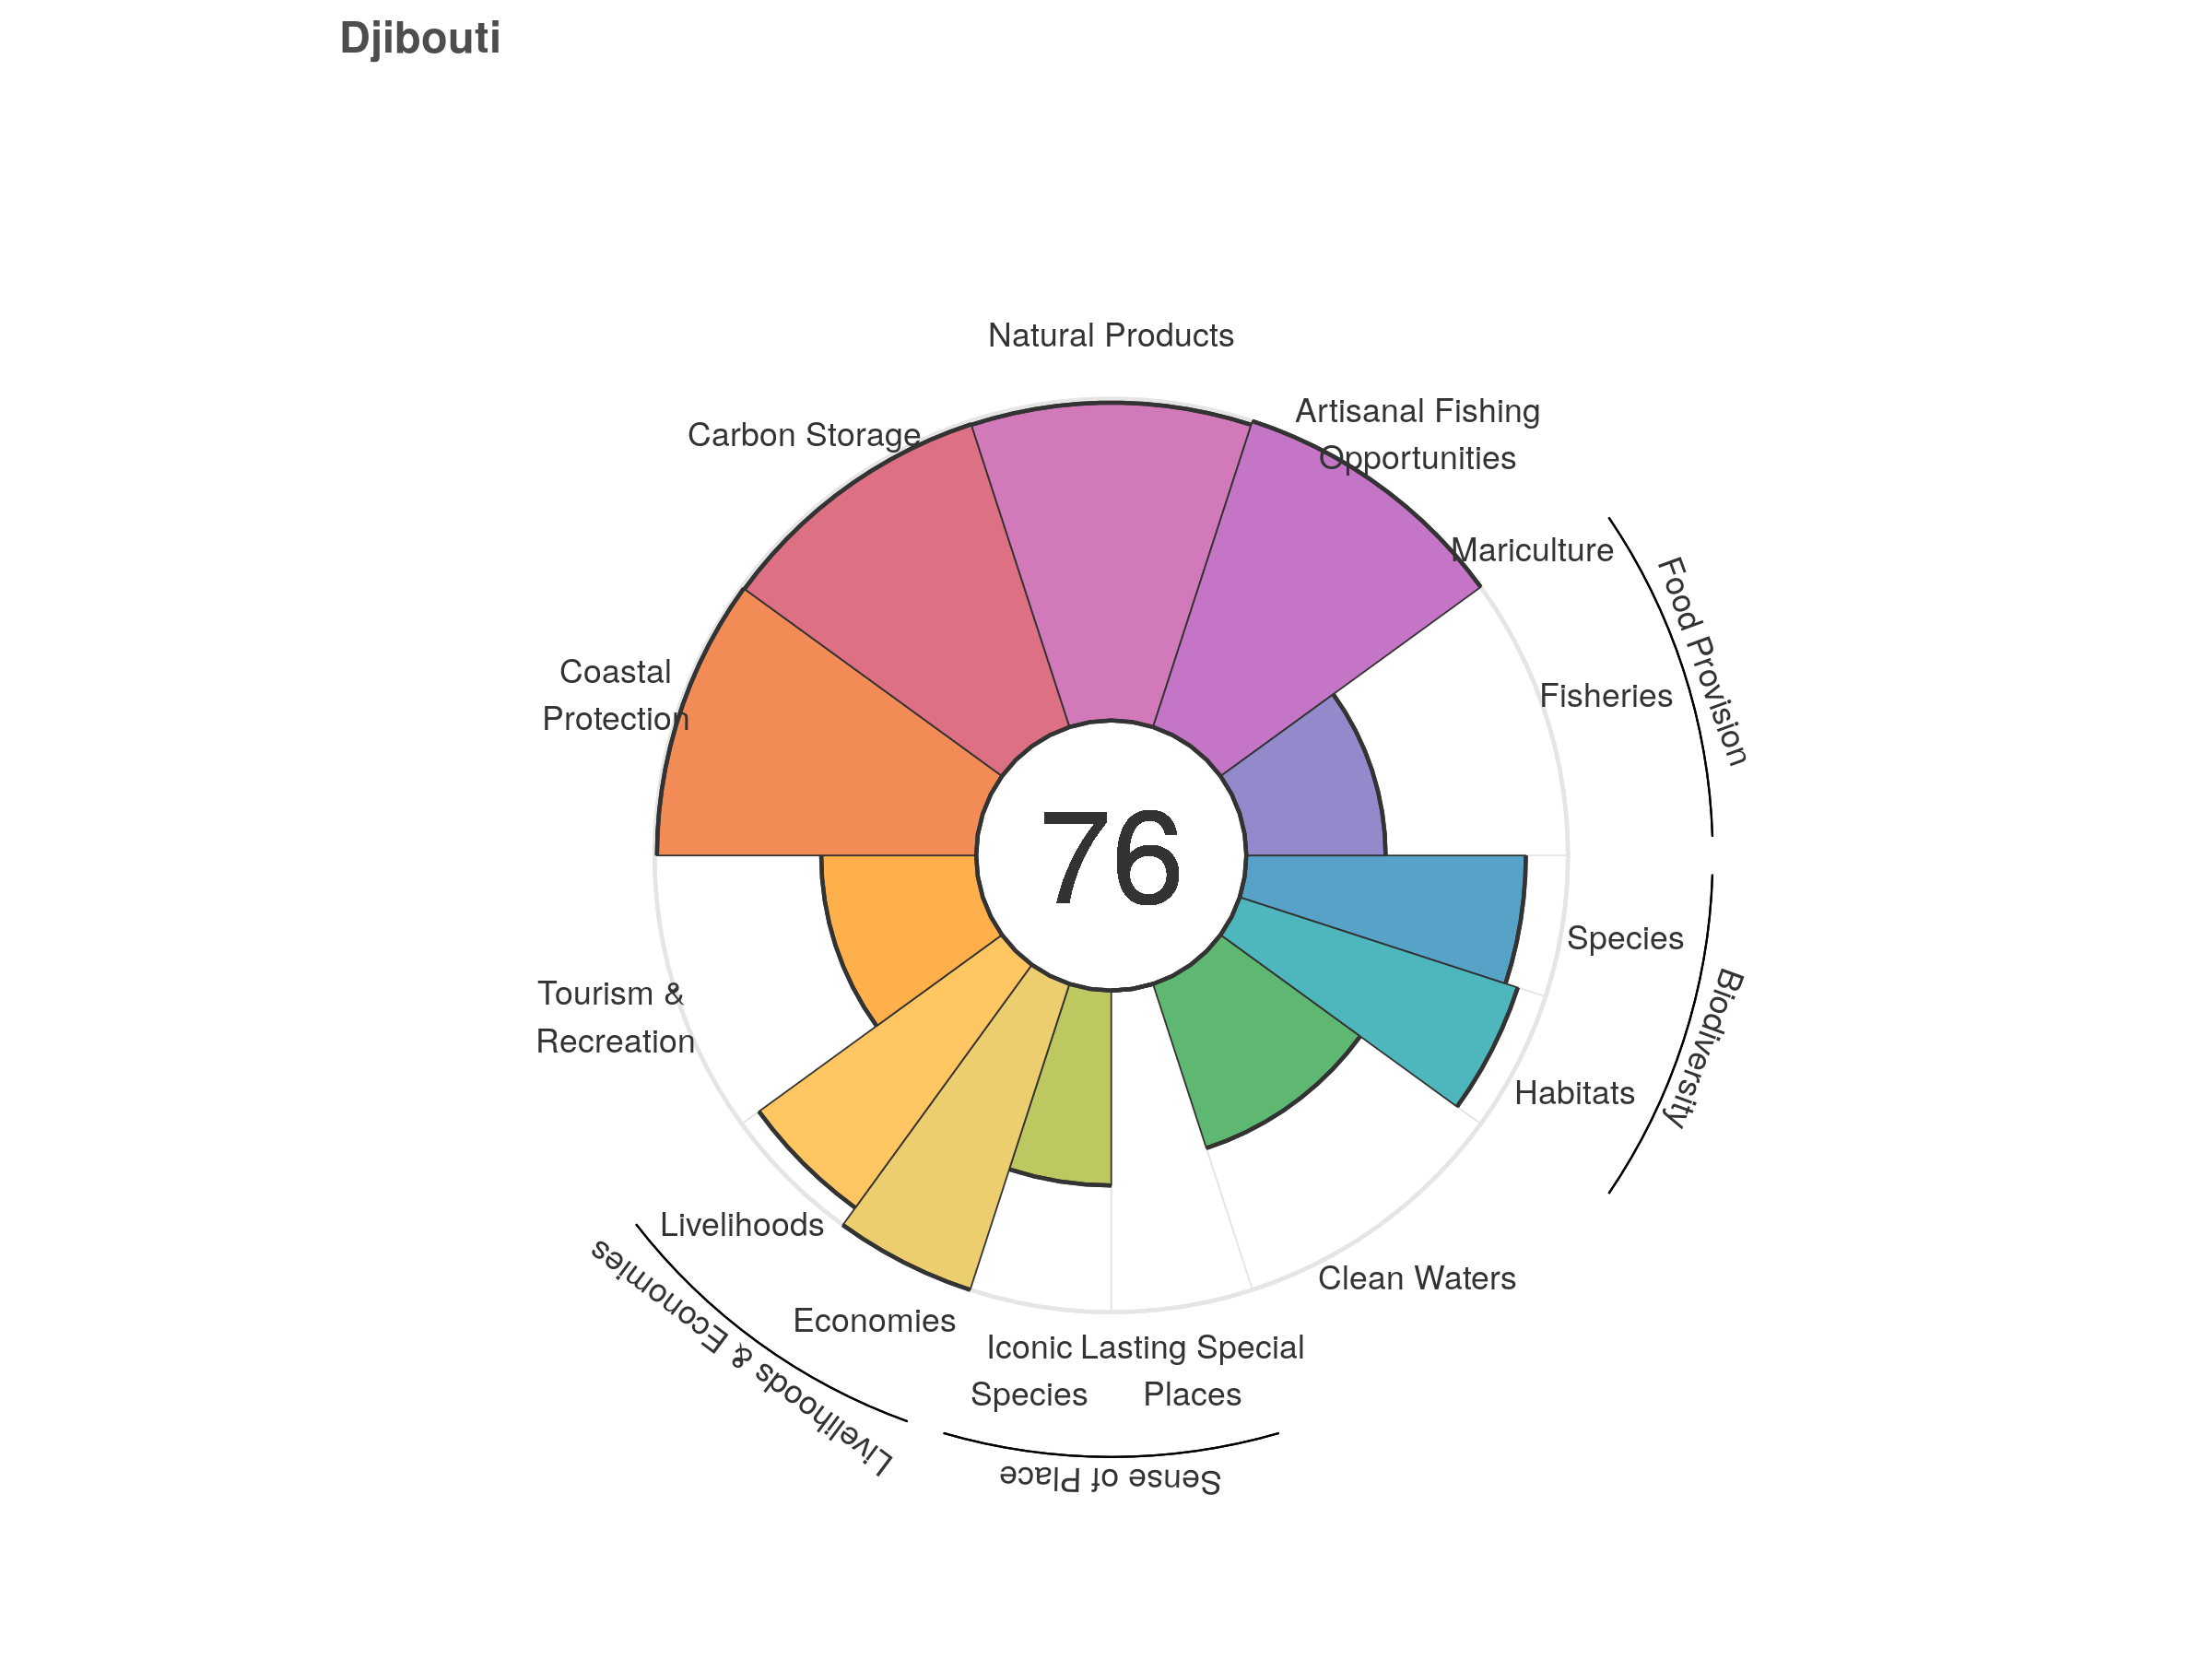 Djibouti
Natural Products
Artisanal Fishing
Opportunities
Carbon Storage
Mariculture
Food Provision
Fisheries
Coastal
Protection
76
Species
Biodiversity
Habitats
Tourism &
Recreation
Livelihoods
Livelihoods & Economies
Clean Waters
Economies
Iconic
Species
Lasting Special
Places
Sense of Place